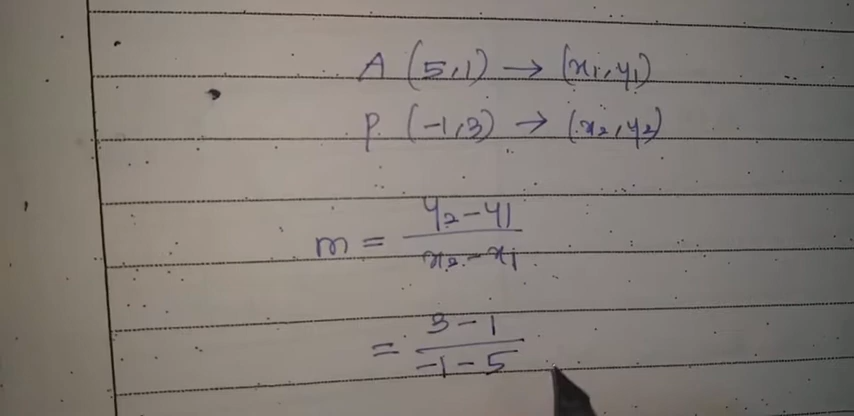 A (5,1) → (x₁,y₁)
P. (-1,3) → (x₂,y₂)
m = y₂-y₁ / x₂-x₁
= 3-1 / -1-5